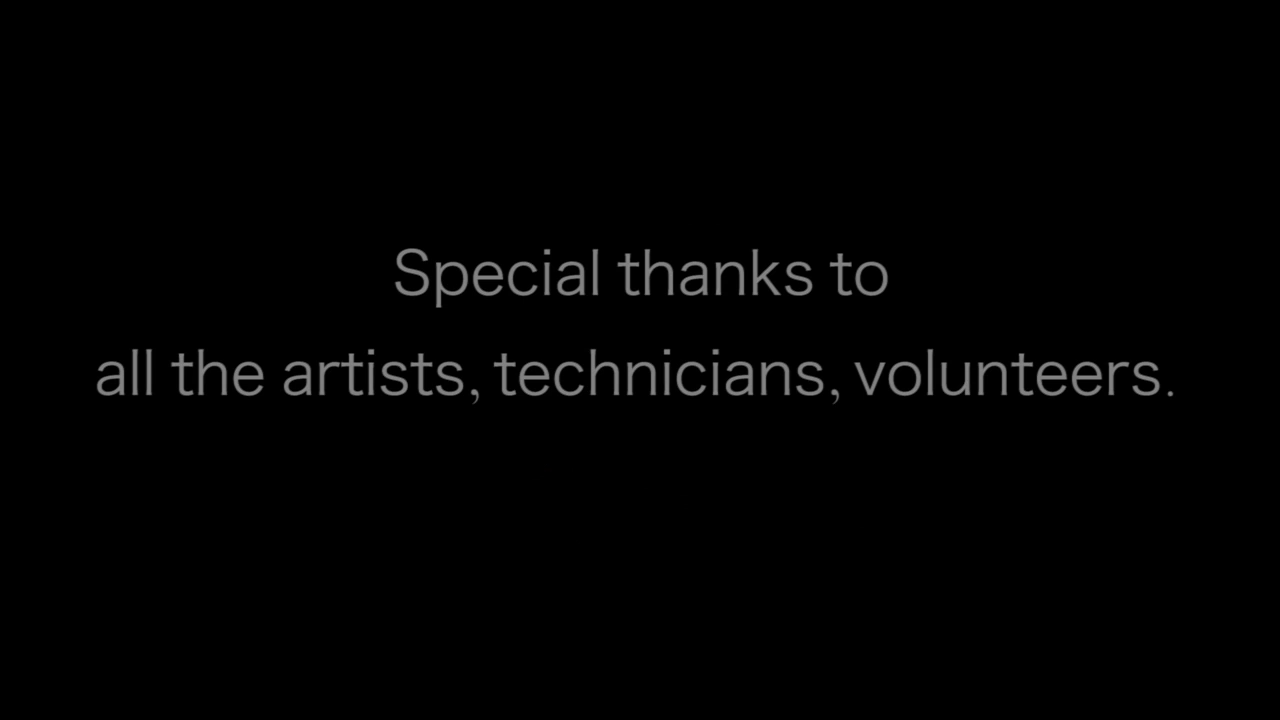 Special thanks to
all the artists, technicians, volunteers.